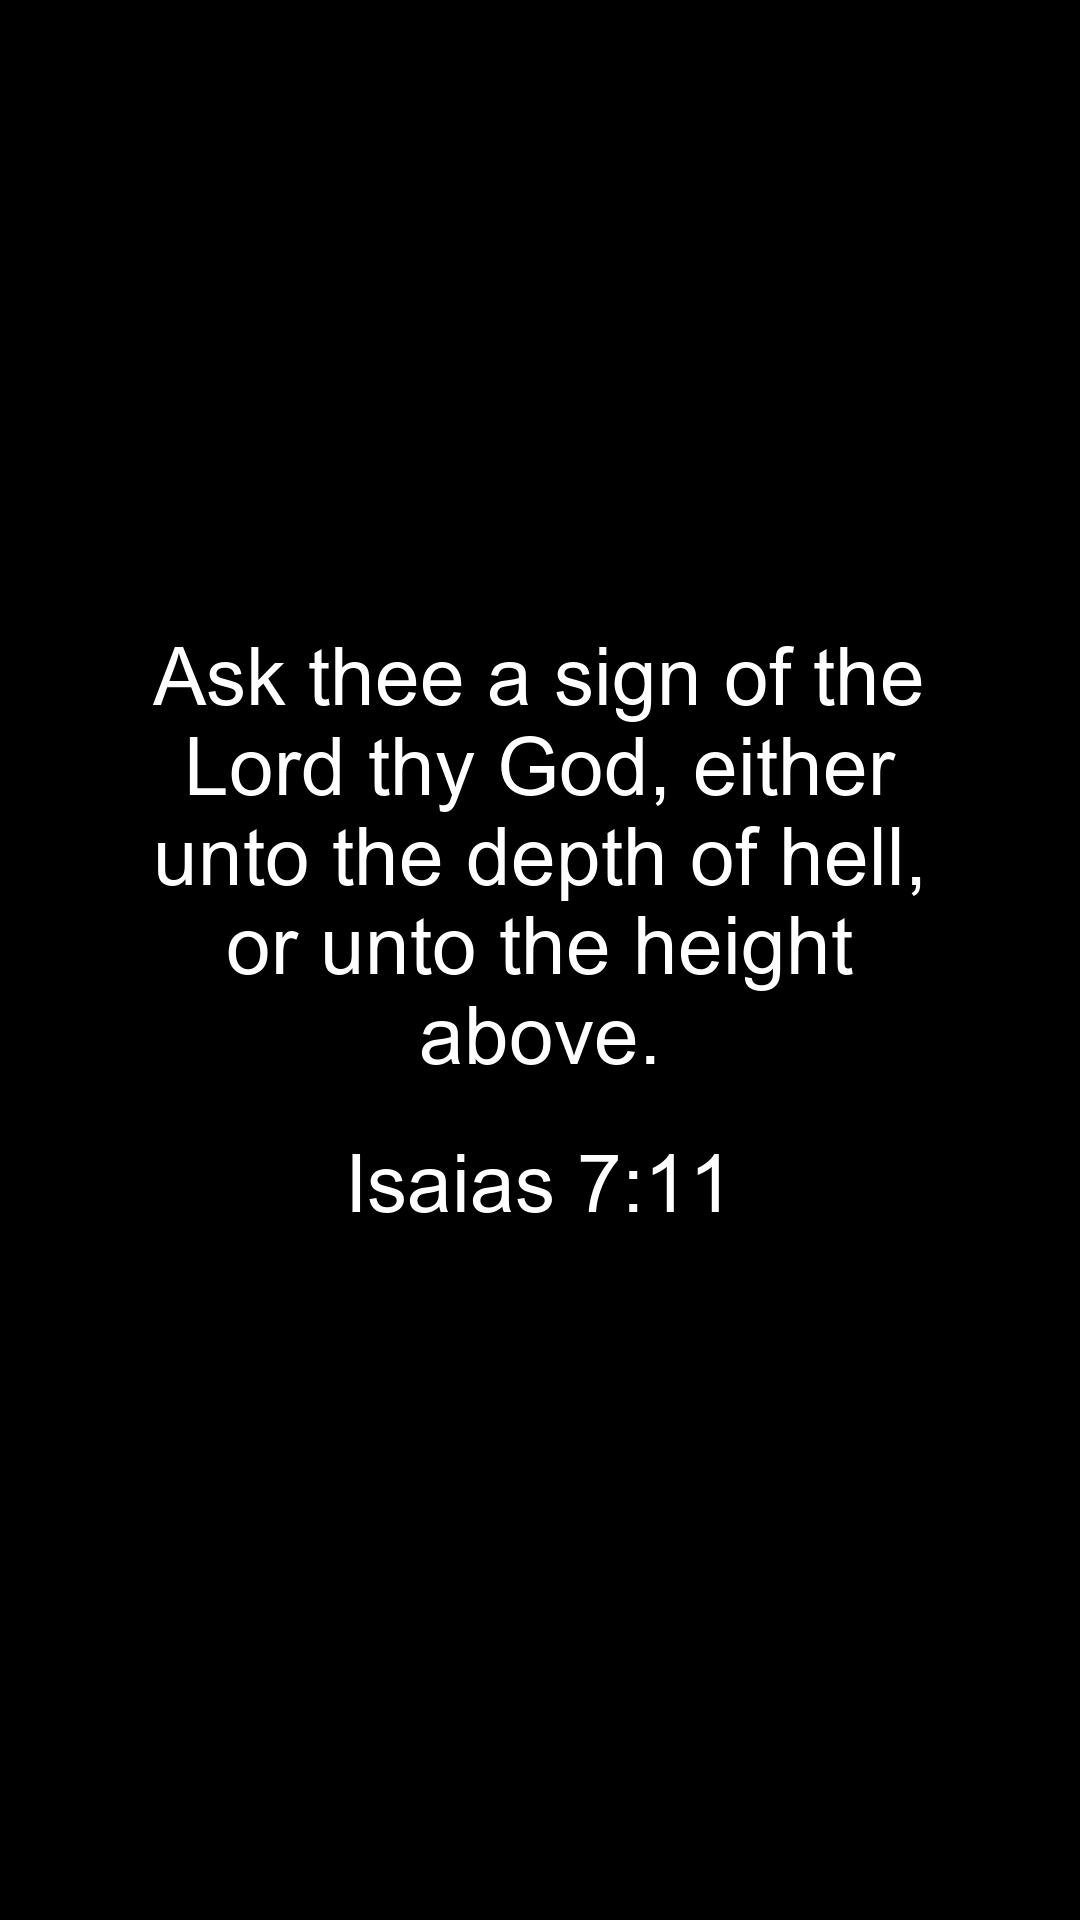 Ask thee a sign of the
Lord thy God, either
unto the depth of hell,
or unto the height
above.
Isaias 7:11